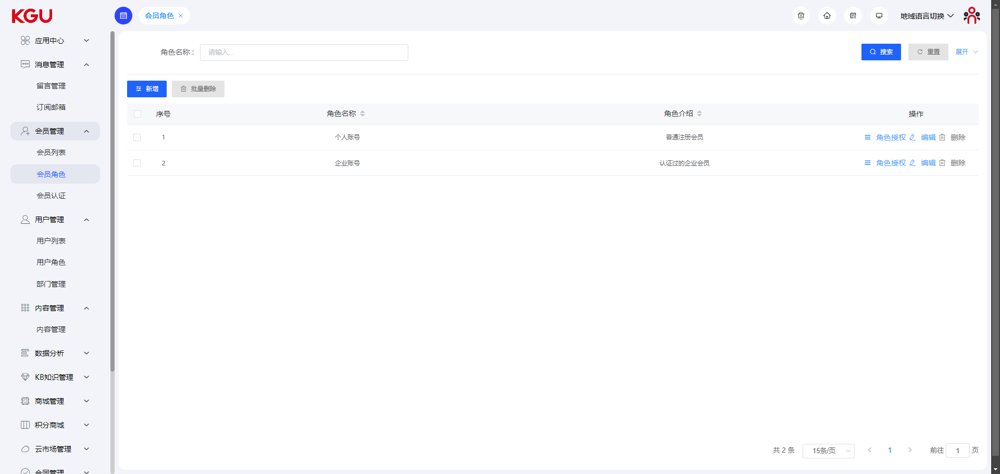 KGU
会员角色
地域语言切换
应用中心
消息管理
留言管理
订阅邮箱
会员管理
会员列表
会员角色
会员认证
用户管理
用户列表
用户角色
部门管理
内容管理
内容管理
数据分析
KB知识管理
商城管理
积分商城
云市场管理
合同管理
角色名称： 请输入... 搜索 重置 展开
新增 批量删除
序号 角色名称 角色介绍 操作
1 个人账号 普通注册会员 角色授权 编辑 删除
2 企业账号 认证过的企业会员 角色授权 编辑 删除
共 2 条 15条/页 1 前往 1 页